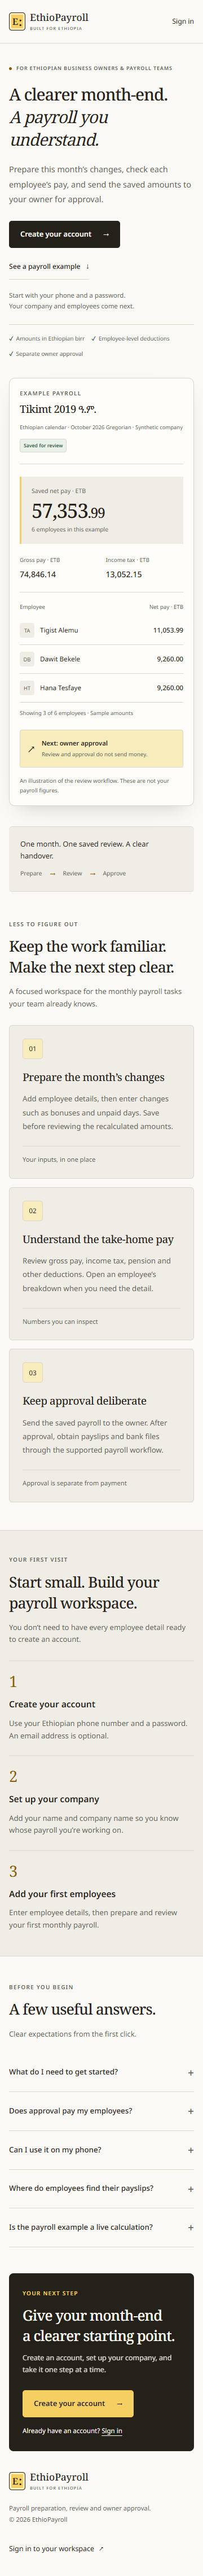 E:
EthioPayroll
BUILT FOR ETHIOPIA
Sign in
FOR ETHIOPIAN BUSINESS OWNERS & PAYROLL TEAMS
A clearer month-end.
A payroll you
understand.
Prepare this month's changes, check each
employee's pay, and send the saved amounts to
your owner for approval.
Create your account →
See a payroll example ↓
Start with your phone and a password.
Your company and employees come next.
✓ Amounts in Ethiopian birr ✓ Employee-level deductions
✓ Separate owner approval
EXAMPLE PAYROLL
Tikimt 2019 ዓ.ም.
Ethiopian calendar · October 2026 Gregorian · Synthetic company
Saved for review
Saved net pay · ETB
57,353.99
6 employees in this example
Gross pay · ETB Income tax · ETB
74,846.14 13,052.15
Employee Net pay · ETB
TA Tigist Alemu 11,053.99
DB Dawit Bekele 9,260.00
HT Hana Tesfaye 9,260.00
Showing 3 of 6 employees · Sample amounts
↗ Next: owner approval
Review and approval do not send money.
An illustration of the review workflow. These are not your
payroll figures.
One month. One saved review. A clear
handover.
Prepare → Review → Approve
LESS TO FIGURE OUT
Keep the work familiar.
Make the next step clear.
A focused workspace for the monthly payroll tasks
your team already knows.
01
Prepare the month's changes
Add employee details, then enter changes
such as bonuses and unpaid days. Save
before reviewing the recalculated amounts.
Your inputs, in one place
02
Understand the take-home pay
Review gross pay, income tax, pension and
other deductions. Open an employee's
breakdown when you need the detail.
Numbers you can inspect
03
Keep approval deliberate
Send the saved payroll to the owner. After
approval, obtain payslips and bank files
through the supported payroll workflow.
Approval is separate from payment
YOUR FIRST VISIT
Start small. Build your
payroll workspace.
You don't need to have every employee detail ready
to create an account.
1
Create your account
Use your Ethiopian phone number and a password.
An email address is optional.
2
Set up your company
Add your name and company name so you know
whose payroll you're working on.
3
Add your first employees
Enter employee details, then prepare and review
your first monthly payroll.
BEFORE YOU BEGIN
A few useful answers.
Clear expectations from the first click.
What do I need to get started? +
Does approval pay my employees? +
Can I use it on my phone? +
Where do employees find their payslips? +
Is the payroll example a live calculation? +
YOUR NEXT STEP
Give your month-end
a clearer starting point.
Create an account, set up your company, and
take it one step at a time.
Create your account →
Already have an account? Sign in
E:
EthioPayroll
BUILT FOR ETHIOPIA
Payroll preparation, review and owner approval.
© 2026 EthioPayroll
Sign in to your workspace ↗